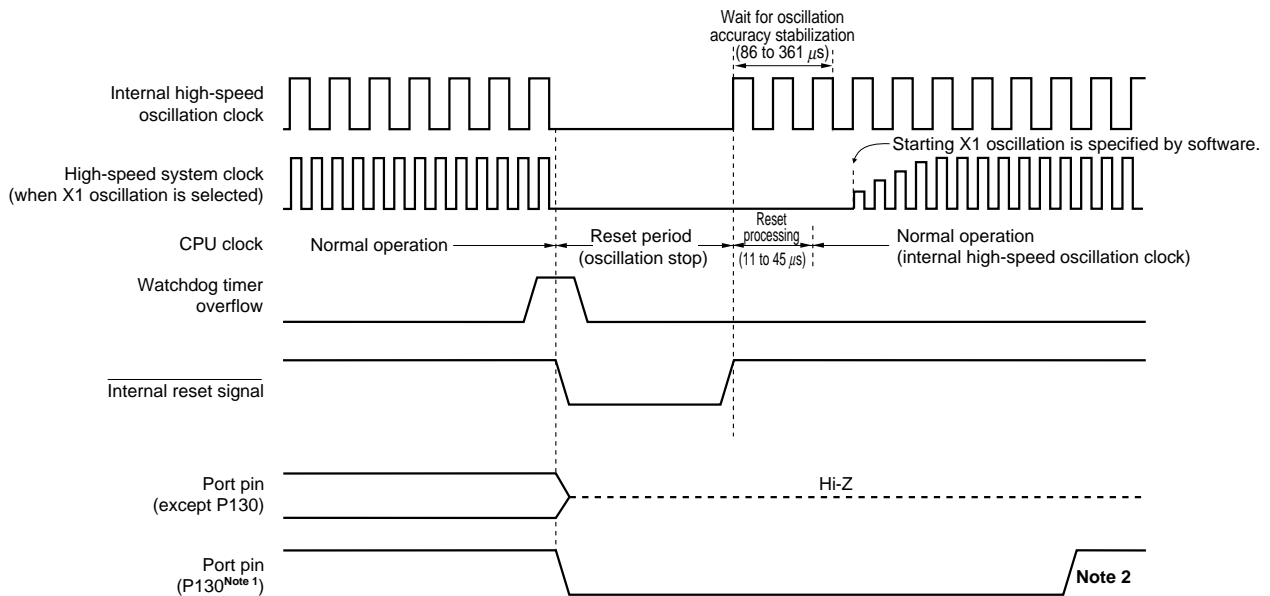 Wait for oscillation
accuracy stabilization
(86 to 361 μs)
Internal high-speed
oscillation clock
Starting X1 oscillation is specified by software.
High-speed system clock
(when X1 oscillation is selected)
CPU clock
Normal operation
Reset period
(oscillation stop)
Reset
processing
(11 to 45 μs)
Normal operation
(internal high-speed oscillation clock)
Watchdog timer
overflow
Internal reset signal
Port pin
(except P130)
Hi-Z
Port pin
(P130Note 1)
Note 2